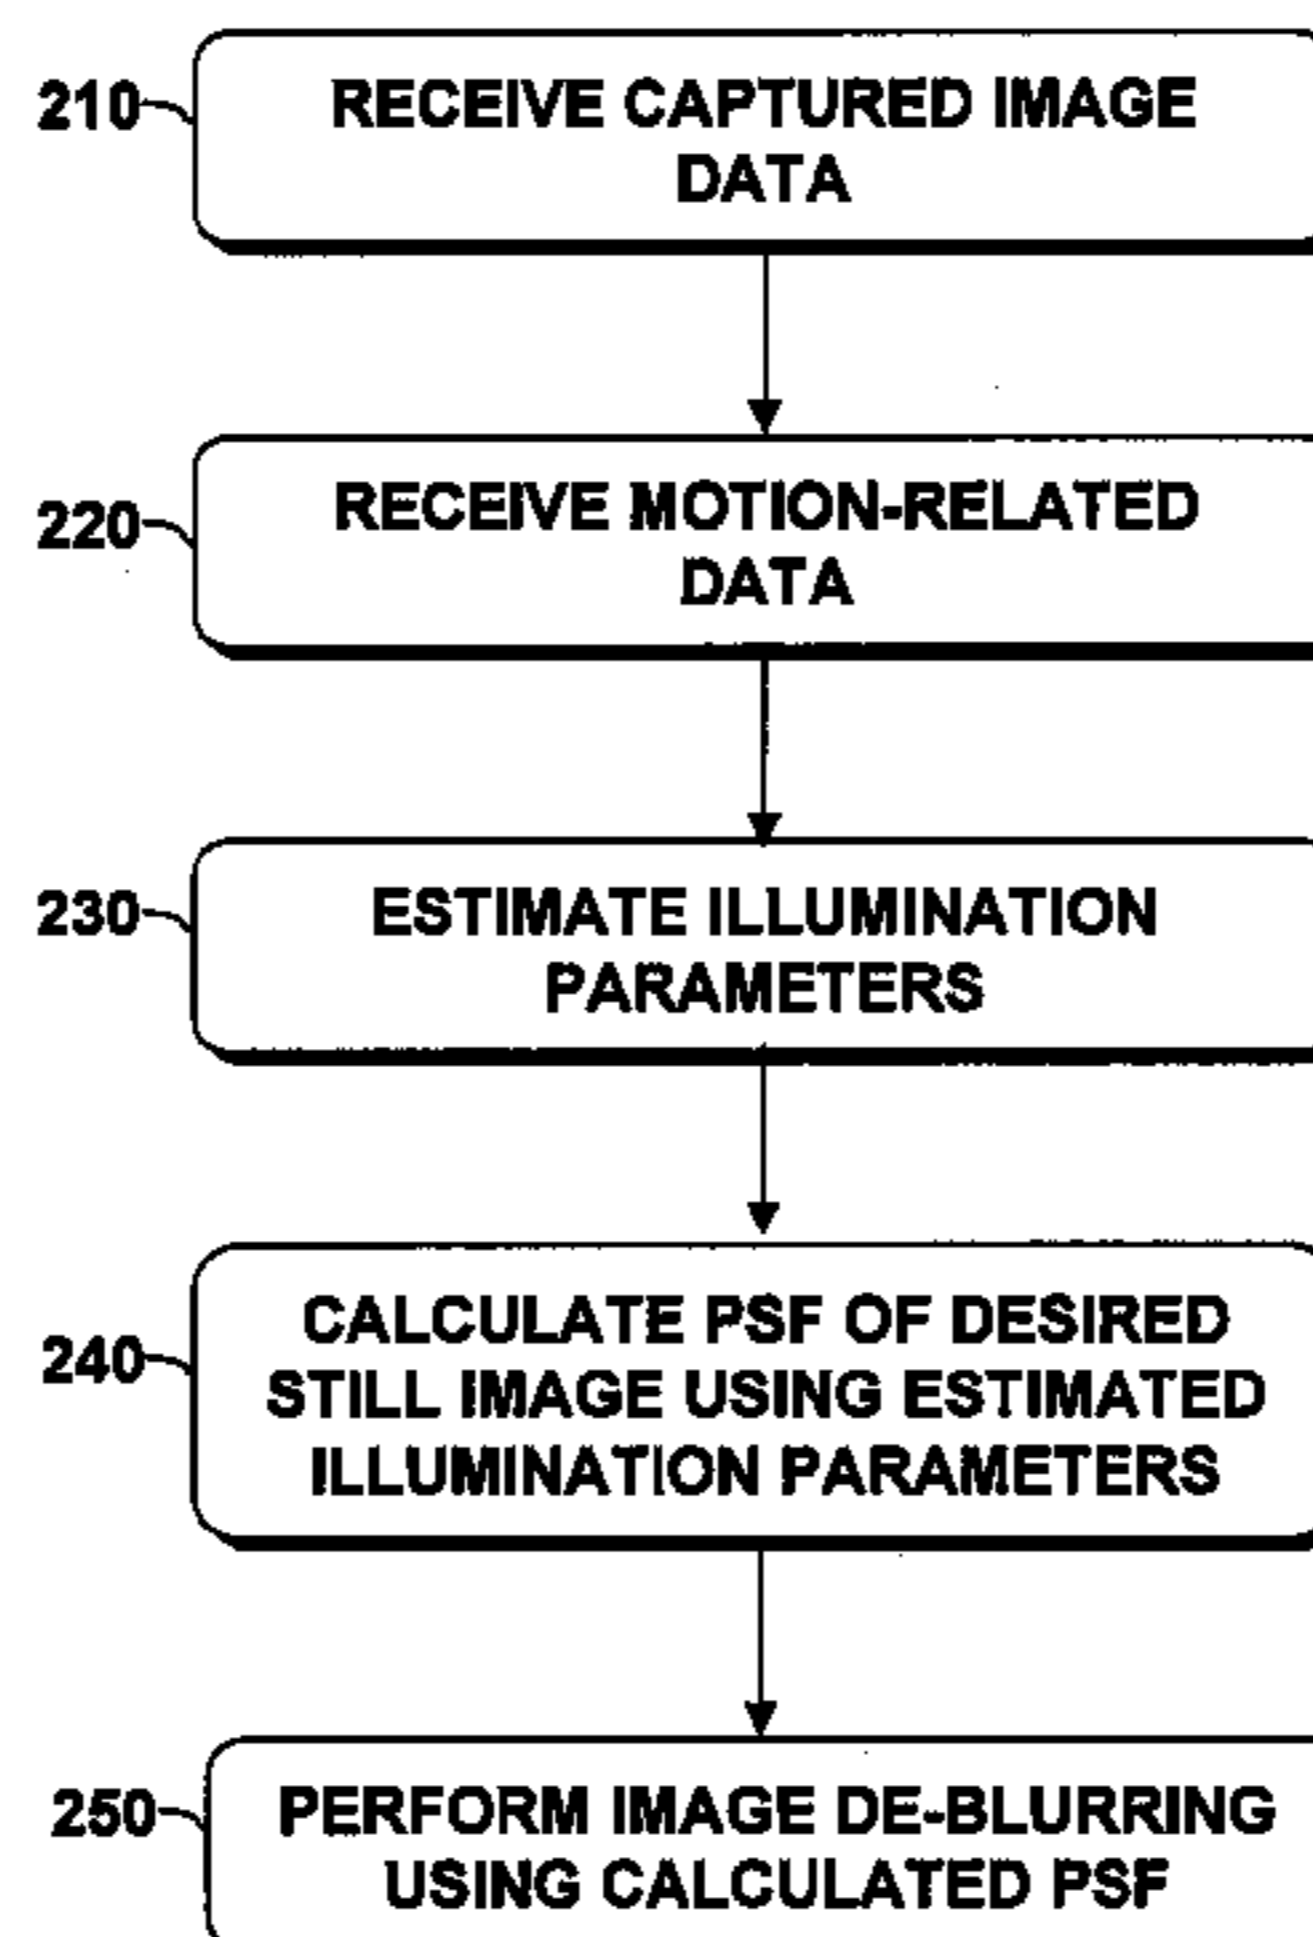 210
RECEIVE CAPTURED IMAGE
DATA
220
RECEIVE MOTION-RELATED
DATA
230
ESTIMATE ILLUMINATION
PARAMETERS
240
CALCULATE PSF OF DESIRED
STILL IMAGE USING ESTIMATED
ILLUMINATION PARAMETERS
250
PERFORM IMAGE DE-BLURRING
USING CALCULATED PSF